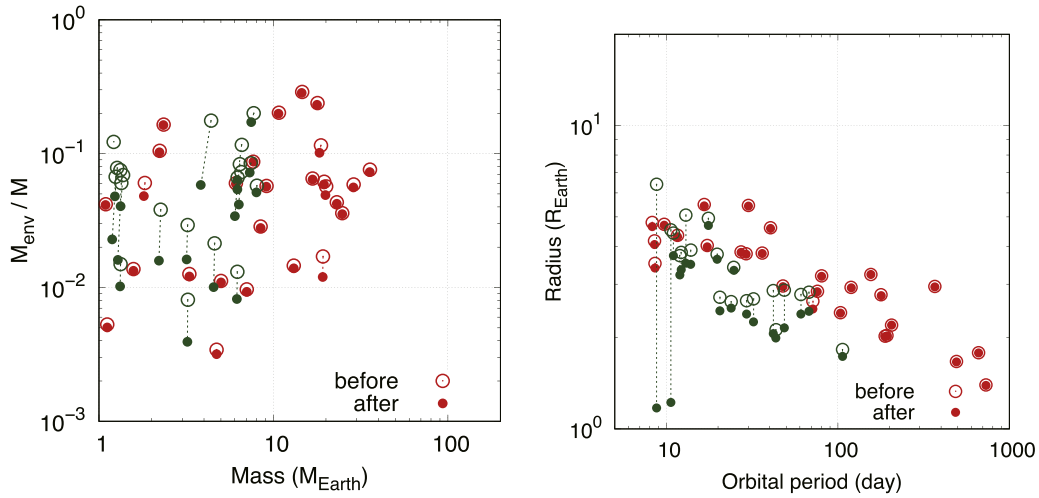 10^0
10^-1
10^-2
10^-3
M_env / M
1
10
100
Mass (M_Earth)
before
after
10^1
10^0
Radius (R_Earth)
10
100
1000
Orbital period (day)
before
after